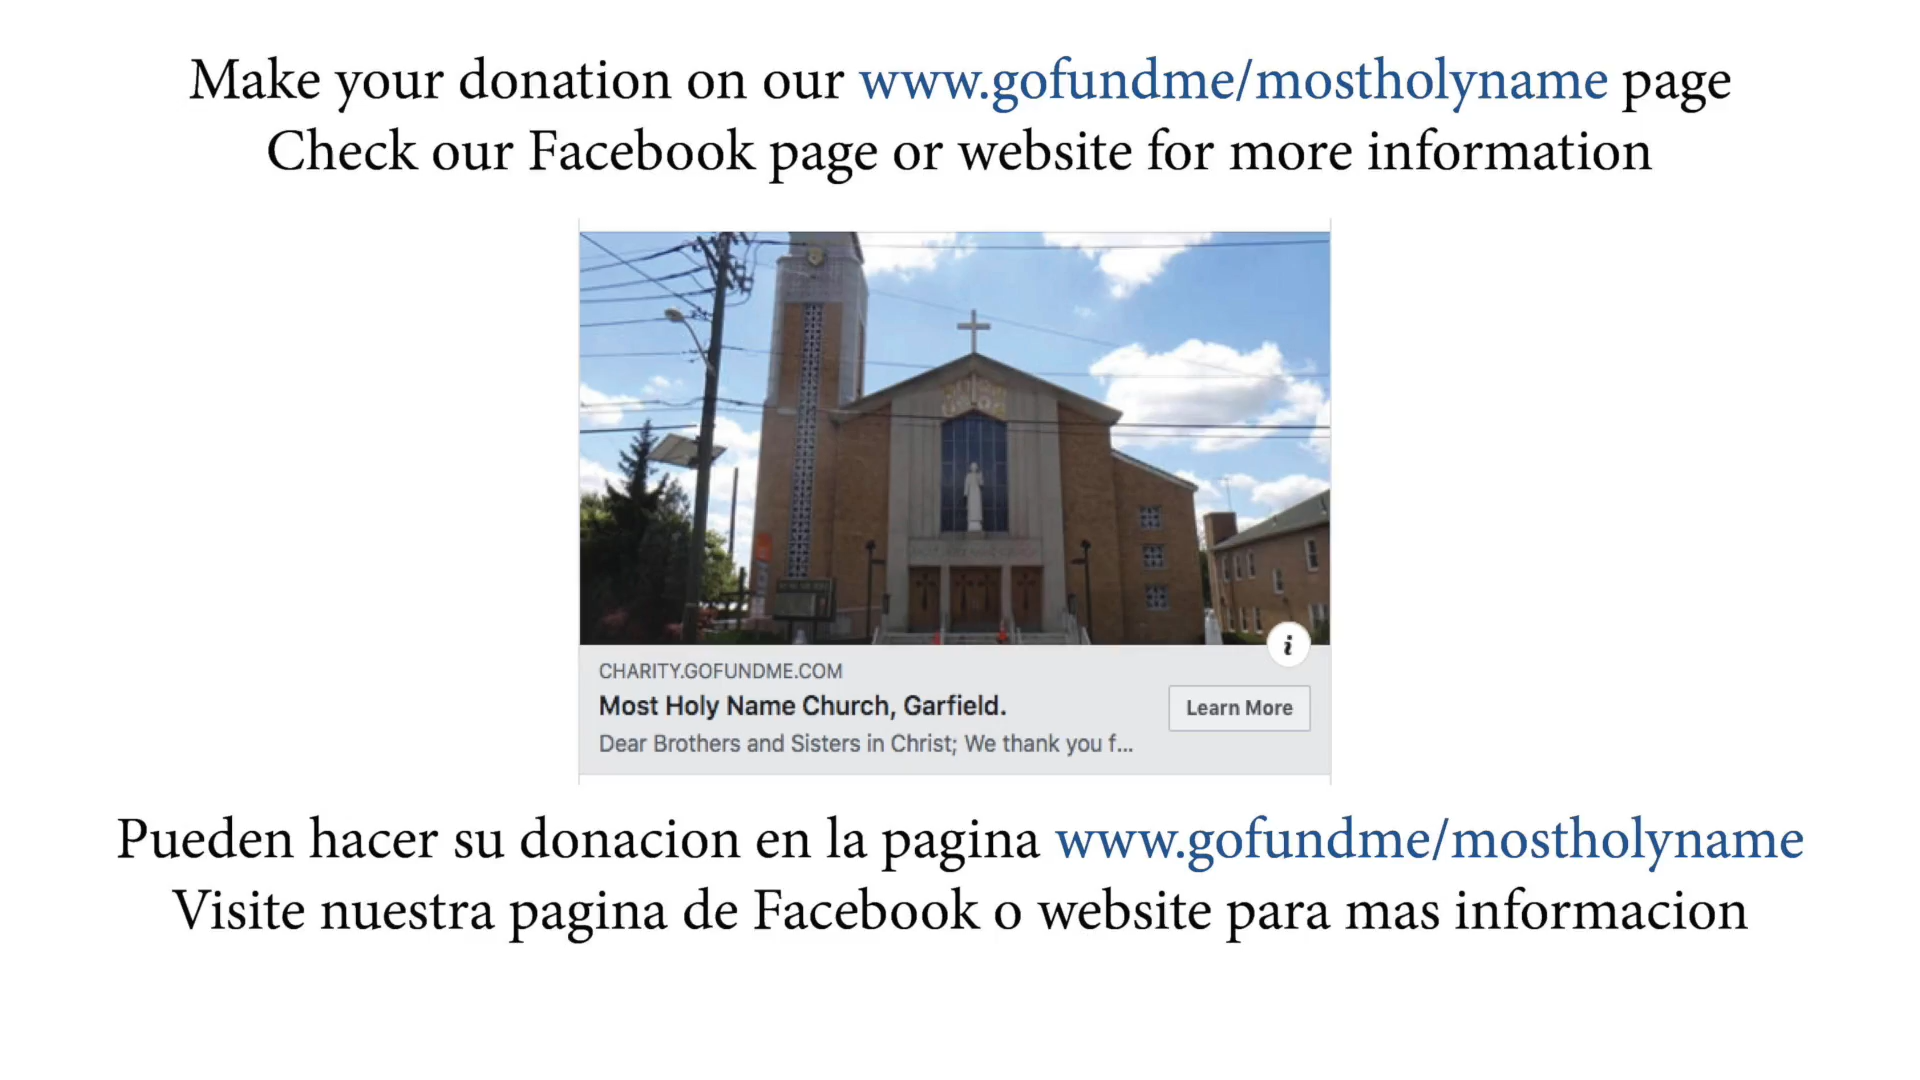 Make your donation on our www.gofundme/mostholyname page
Check our Facebook page or website for more information
i
CHARITY.GOFUNDME.COM
Most Holy Name Church, Garfield.
Learn More
Dear Brothers and Sisters in Christ; We thank you f...
Pueden hacer su donacion en la pagina www.gofundme/mostholyname
Visite nuestra pagina de Facebook o website para mas informacion